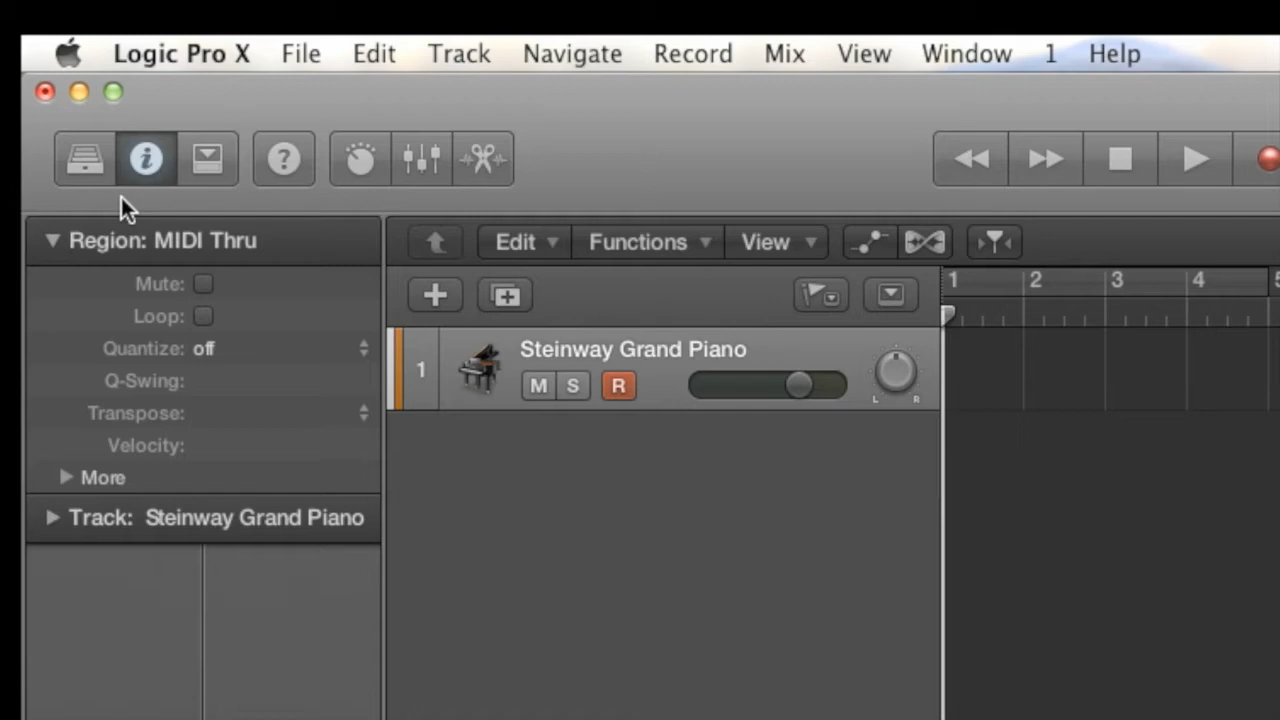 Logic Pro X File Edit Track Navigate Record Mix View Window 1 Help
Region: MIDI Thru
Edit Functions View
Mute:
Loop:
Quantize: off
Q-Swing:
Transpose:
Velocity:
More
Track: Steinway Grand Piano
1 2 3 4 5
1 Steinway Grand Piano
M S R
L R